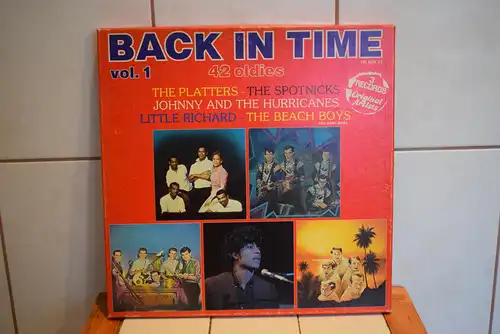 BACK IN TIME
vol. 1
42 oldies
THE PLATTERS - THE SPOTNICKS
JOHNNY AND THE HURRICANES
LITTLE RICHARD - THE BEACH BOYS
3 RECORDS
Original
Artists!